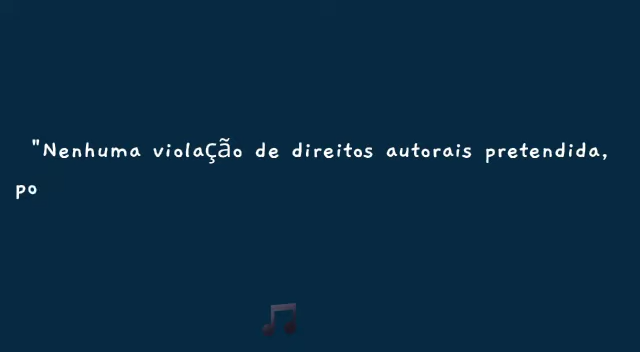 "Nenhuma violação de direitos autorais pretendida,
po